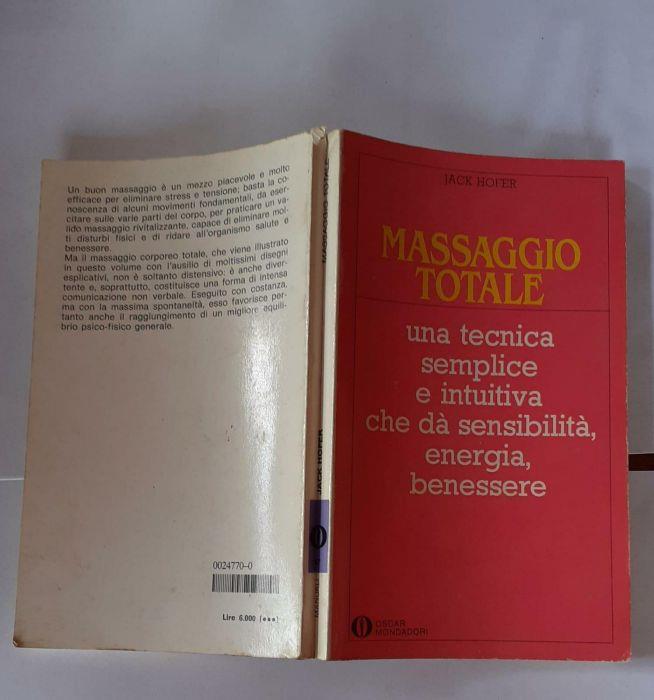 Un buon massaggio è un mezzo piacevole e molto
efficace per eliminare stress e tensione; basta la co-
noscenza di alcuni movimenti fondamentali, da eser-
citare sulle varie parti del corpo, per praticare un va-
lido massaggio rivitalizzante, capace di eliminare mol-
ti disturbi fisici e di ridare all'organismo salute e
benessere.
Ma il massaggio corporeo totale, che viene illustrato
in questo volume con l'ausilio di moltissimi disegni
esplicativi, non è soltanto distensivo; è anche diver-
tente e, soprattutto, costituisce una forma di intensa
comunicazione non verbale. Eseguito con costanza,
ma con la massima spontaneità, esso favorisce per-
tanto anche il raggiungimento di un migliore equili-
brio psico-fisico generale.
0024770-0
Lire 6.000 (
MASSAGGIO TOTALE
JACK HOFER
MANUALI
JACK HOFER
MASSAGGIO
TOTALE
una tecnica
semplice
e intuitiva
che dà sensibilità,
energia,
benessere
OSCAR
MONDADORI